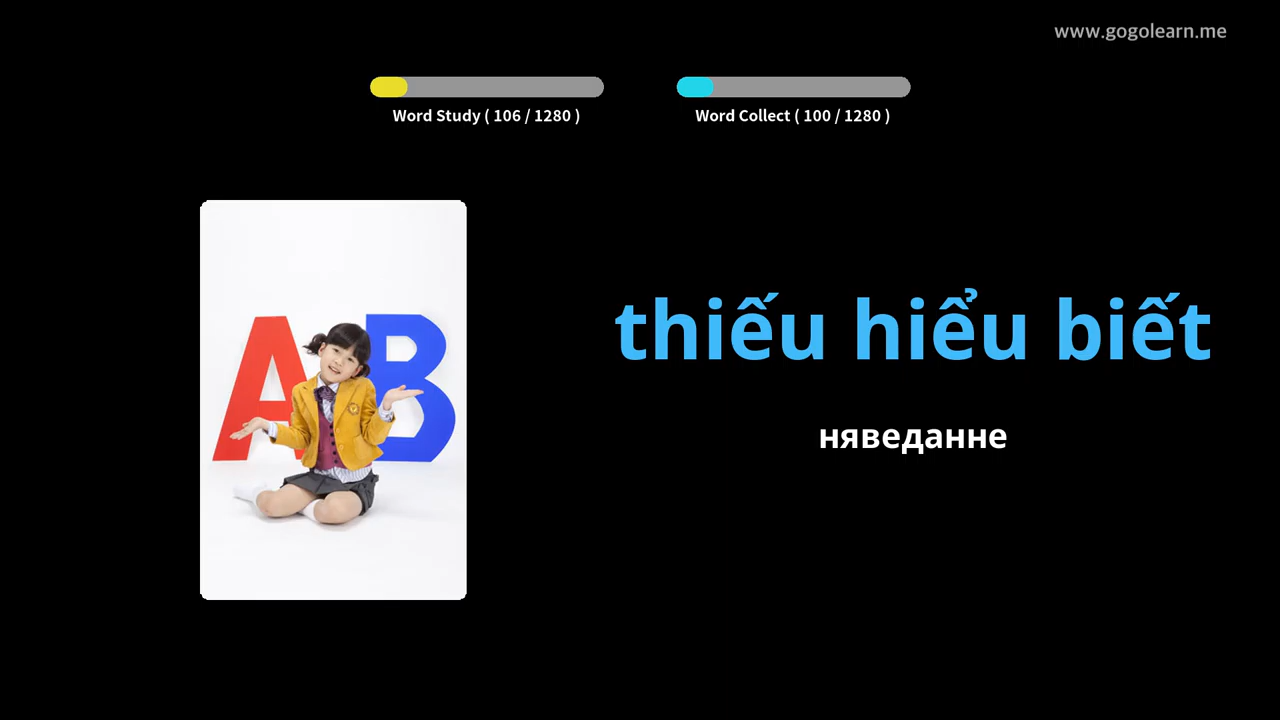 www.gogolearn.me
Word Study ( 106 / 1280 )
Word Collect ( 100 / 1280 )
A B
thiếu hiểu biết
няведанне